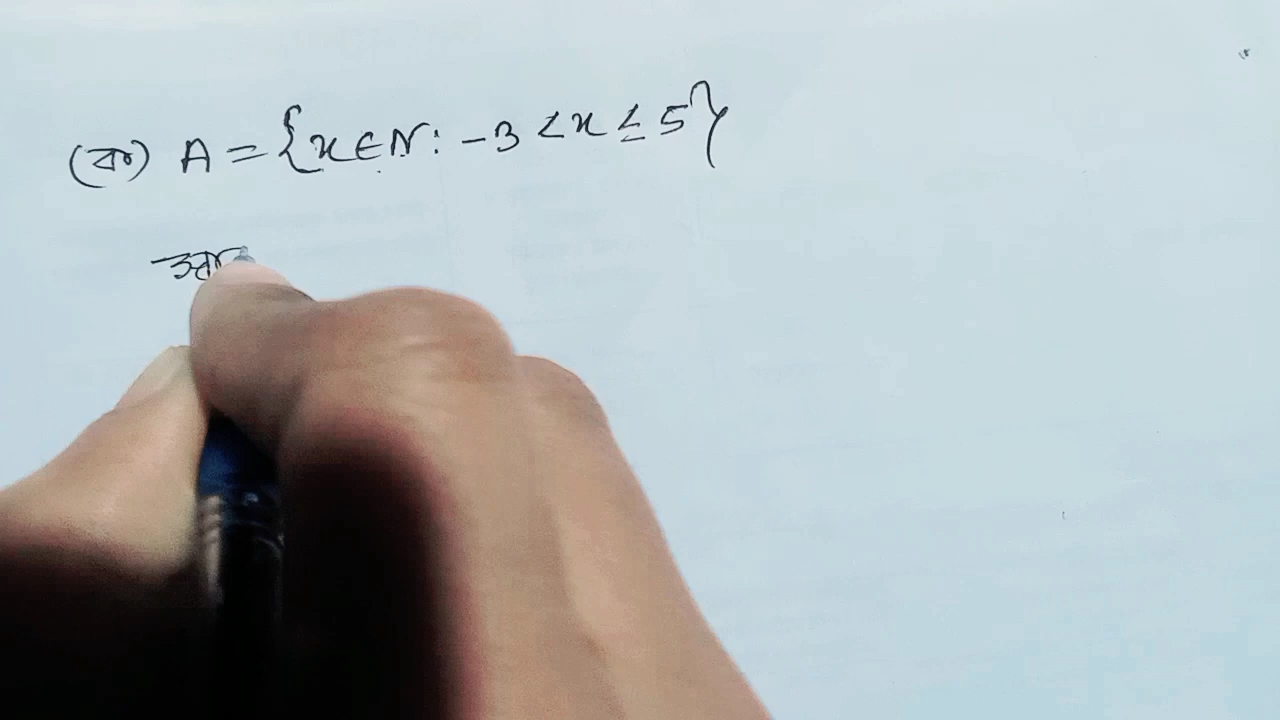 (ক) A = {x ∈ N : -3 < x ≤ 5}